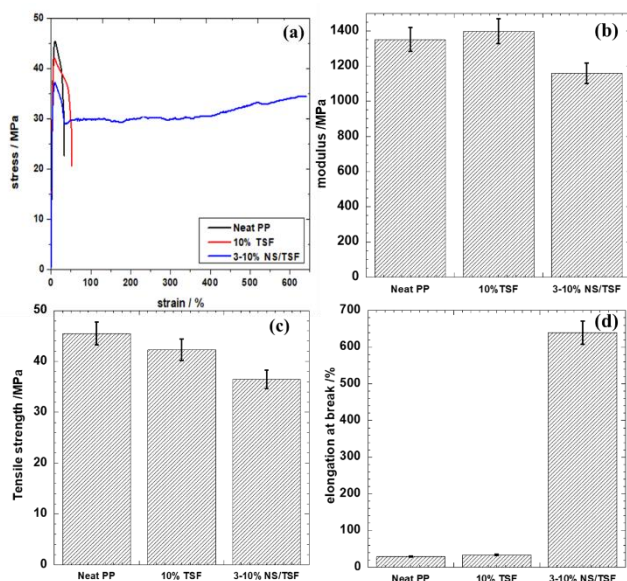 (a)
stress / MPa
50
40
30
20
10
0
Neat PP
10% TSF
3-10% NS/TSF
0 100 200 300 400 500 600
strain / %
(b)
modulus /MPa
1400
1200
1000
800
600
400
200
0
Neat PP 10%TSF 3-10% NS/TSF
(c)
Tensile strength /MPa
50
40
30
20
10
0
Neat PP 10% TSF 3-10% NS/TSF
(d)
elongation at break /%
700
600
500
400
300
200
100
0
Neat PP 10% TSF 3-10% NS/TSF